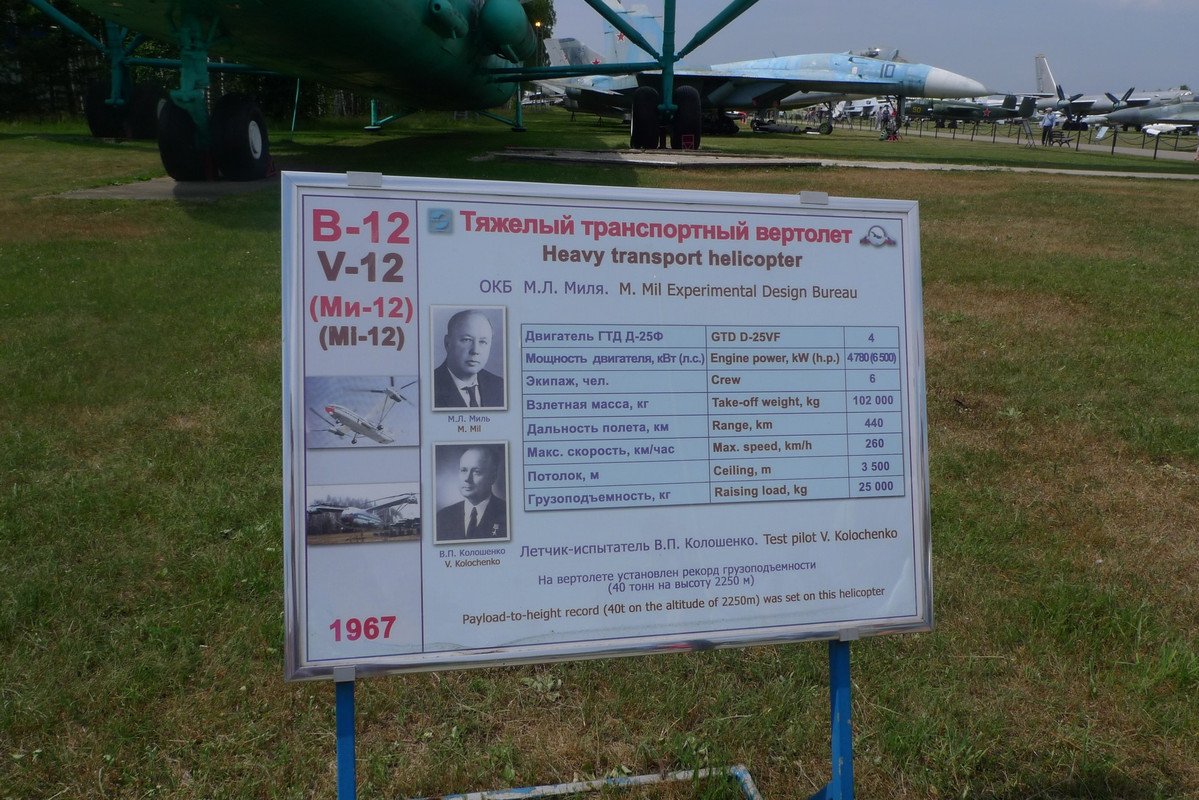 B-12
V-12
(Ми-12)
(MI-12)
1967
Тяжелый транспортный вертолет
Heavy transport helicopter
ОКБ М.Л. Миля. M. Mil Experimental Design Bureau
М.Л. Миль
M. Mil
В.П. Колошенко
V. Kolochenko
Двигатель ГТД Д-25Ф GTD D-25VF 4
Мощность двигателя, кВт (л.с.) Engine power, kW (h.p.) 4780 (6500)
Экипаж, чел. Crew 6
Взлетная масса, кг Take-off weight, kg 102 000
Дальность полета, км Range, km 440
Макс. скорость, км/час Max. speed, km/h 260
Потолок, м Ceiling, m 3 500
Грузоподъемность, кг Raising load, kg 25 000
Летчик-испытатель В.П. Колошенко. Test pilot V. Kolochenko
На вертолете установлен рекорд грузоподъемности
(40 тонн на высоту 2250 м)
Payload-to-height record (40t on the altitude of 2250m) was set on this helicopter
10